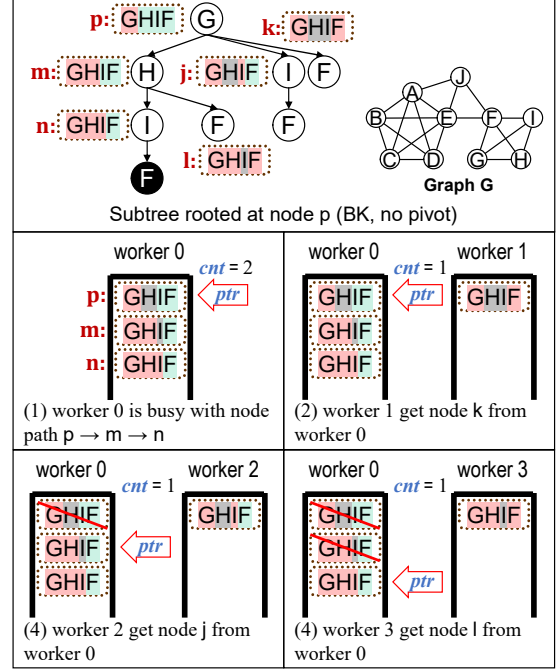 p: GHIF G k: GHIF
m: GHIF H j: GHIF I F
n: GHIF I F F
l: GHIF
F
J
A
B E F I
C D G H
Graph G
Subtree rooted at node p (BK, no pivot)
worker 0
cnt = 2
p: GHIF ptr
m: GHIF
n: GHIF
(1) worker 0 is busy with node
path p → m → n
worker 0 worker 1
cnt = 1
GHIF ptr GHIF
GHIF
GHIF
(2) worker 1 get node k from
worker 0
worker 0 worker 2
cnt = 1
GHIF GHIF
GHIF ptr
GHIF
(4) worker 2 get node j from
worker 0
worker 0 worker 3
cnt = 1
GHIF GHIF
GHIF
GHIF ptr
(4) worker 3 get node l from
worker 0